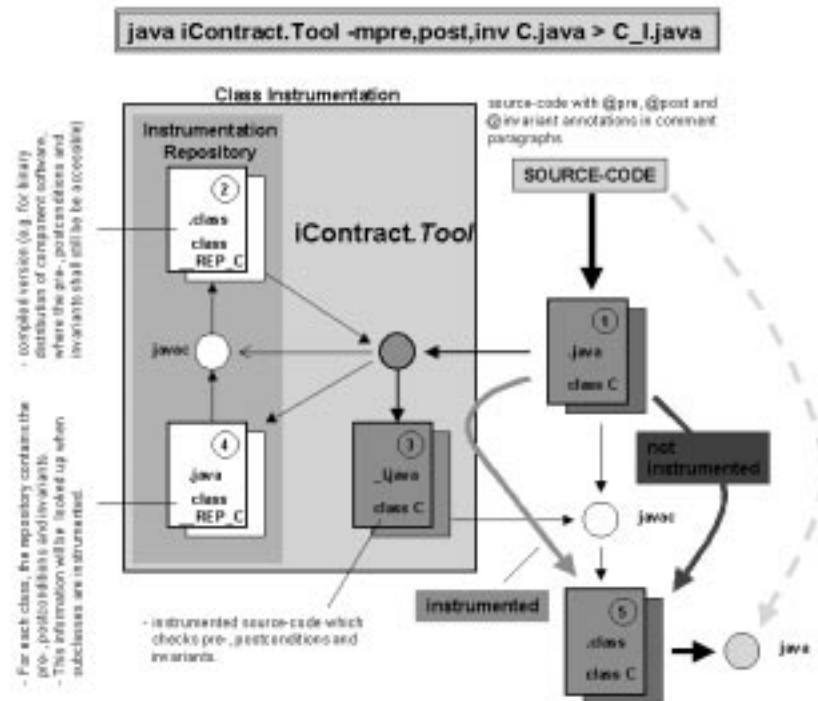 java iContract.Tool -mpre,post,inv C.java > C_I.java
Class Instrumentation
source-code with @pre, @post and
@invariant annotations in comment
paragraphs
Instrumentation
Repository
SOURCE-CODE
2
.class
class
__REP_C
iContract.Tool
- compiled version (e.g. for binary
distribution of component software,
where the pre-, postconditions and
invariants shall still be be accessible)
javac
1
.java
class C
4
.java
class
__REP_C
3
_I.java
class C
not
instrumented
javac
- For each class, the repository contains the
pre-, postconditions and invariants.
- This information will be looked up when
subclasses are instrumented.
instrumented
- instrumented source-code which
checks pre-, postconditions and
invariants.
5
.class
class C
java